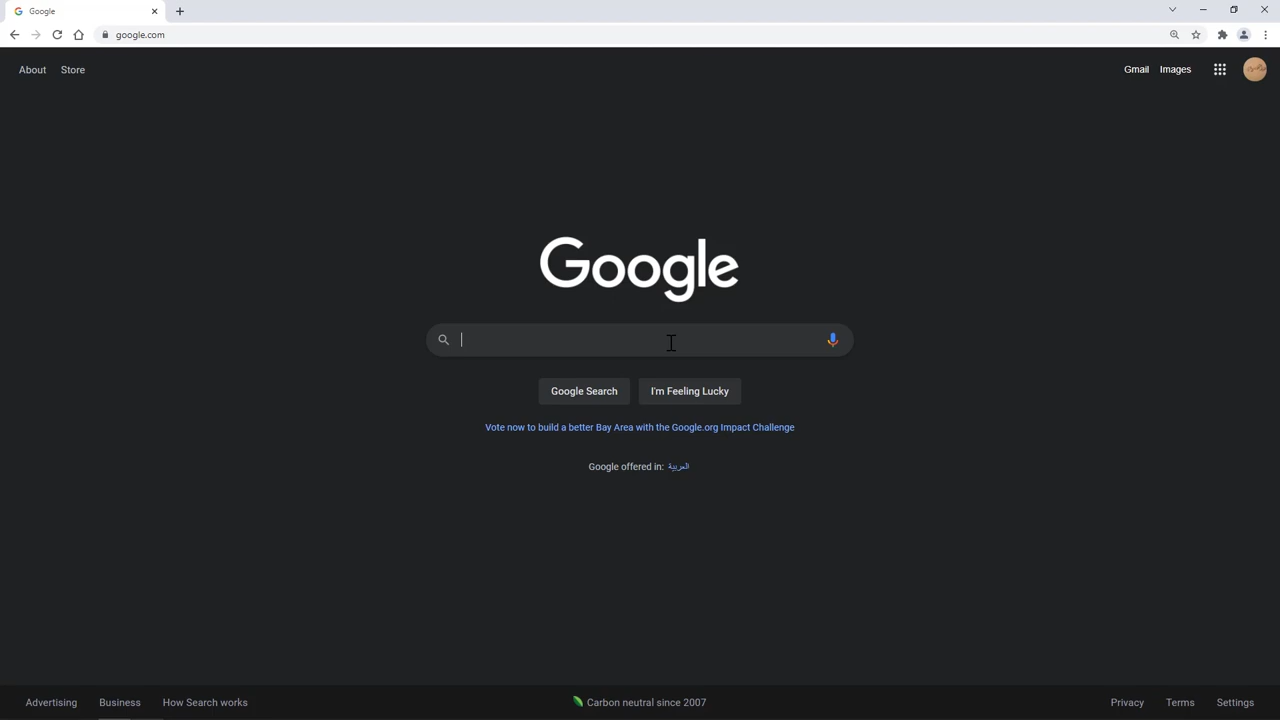 Google
google.com
About Store Gmail Images
Google
Google Search I'm Feeling Lucky
Vote now to build a better Bay Area with the Google.org Impact Challenge
Google offered in: العربية
Advertising Business How Search works Carbon neutral since 2007 Privacy Terms Settings